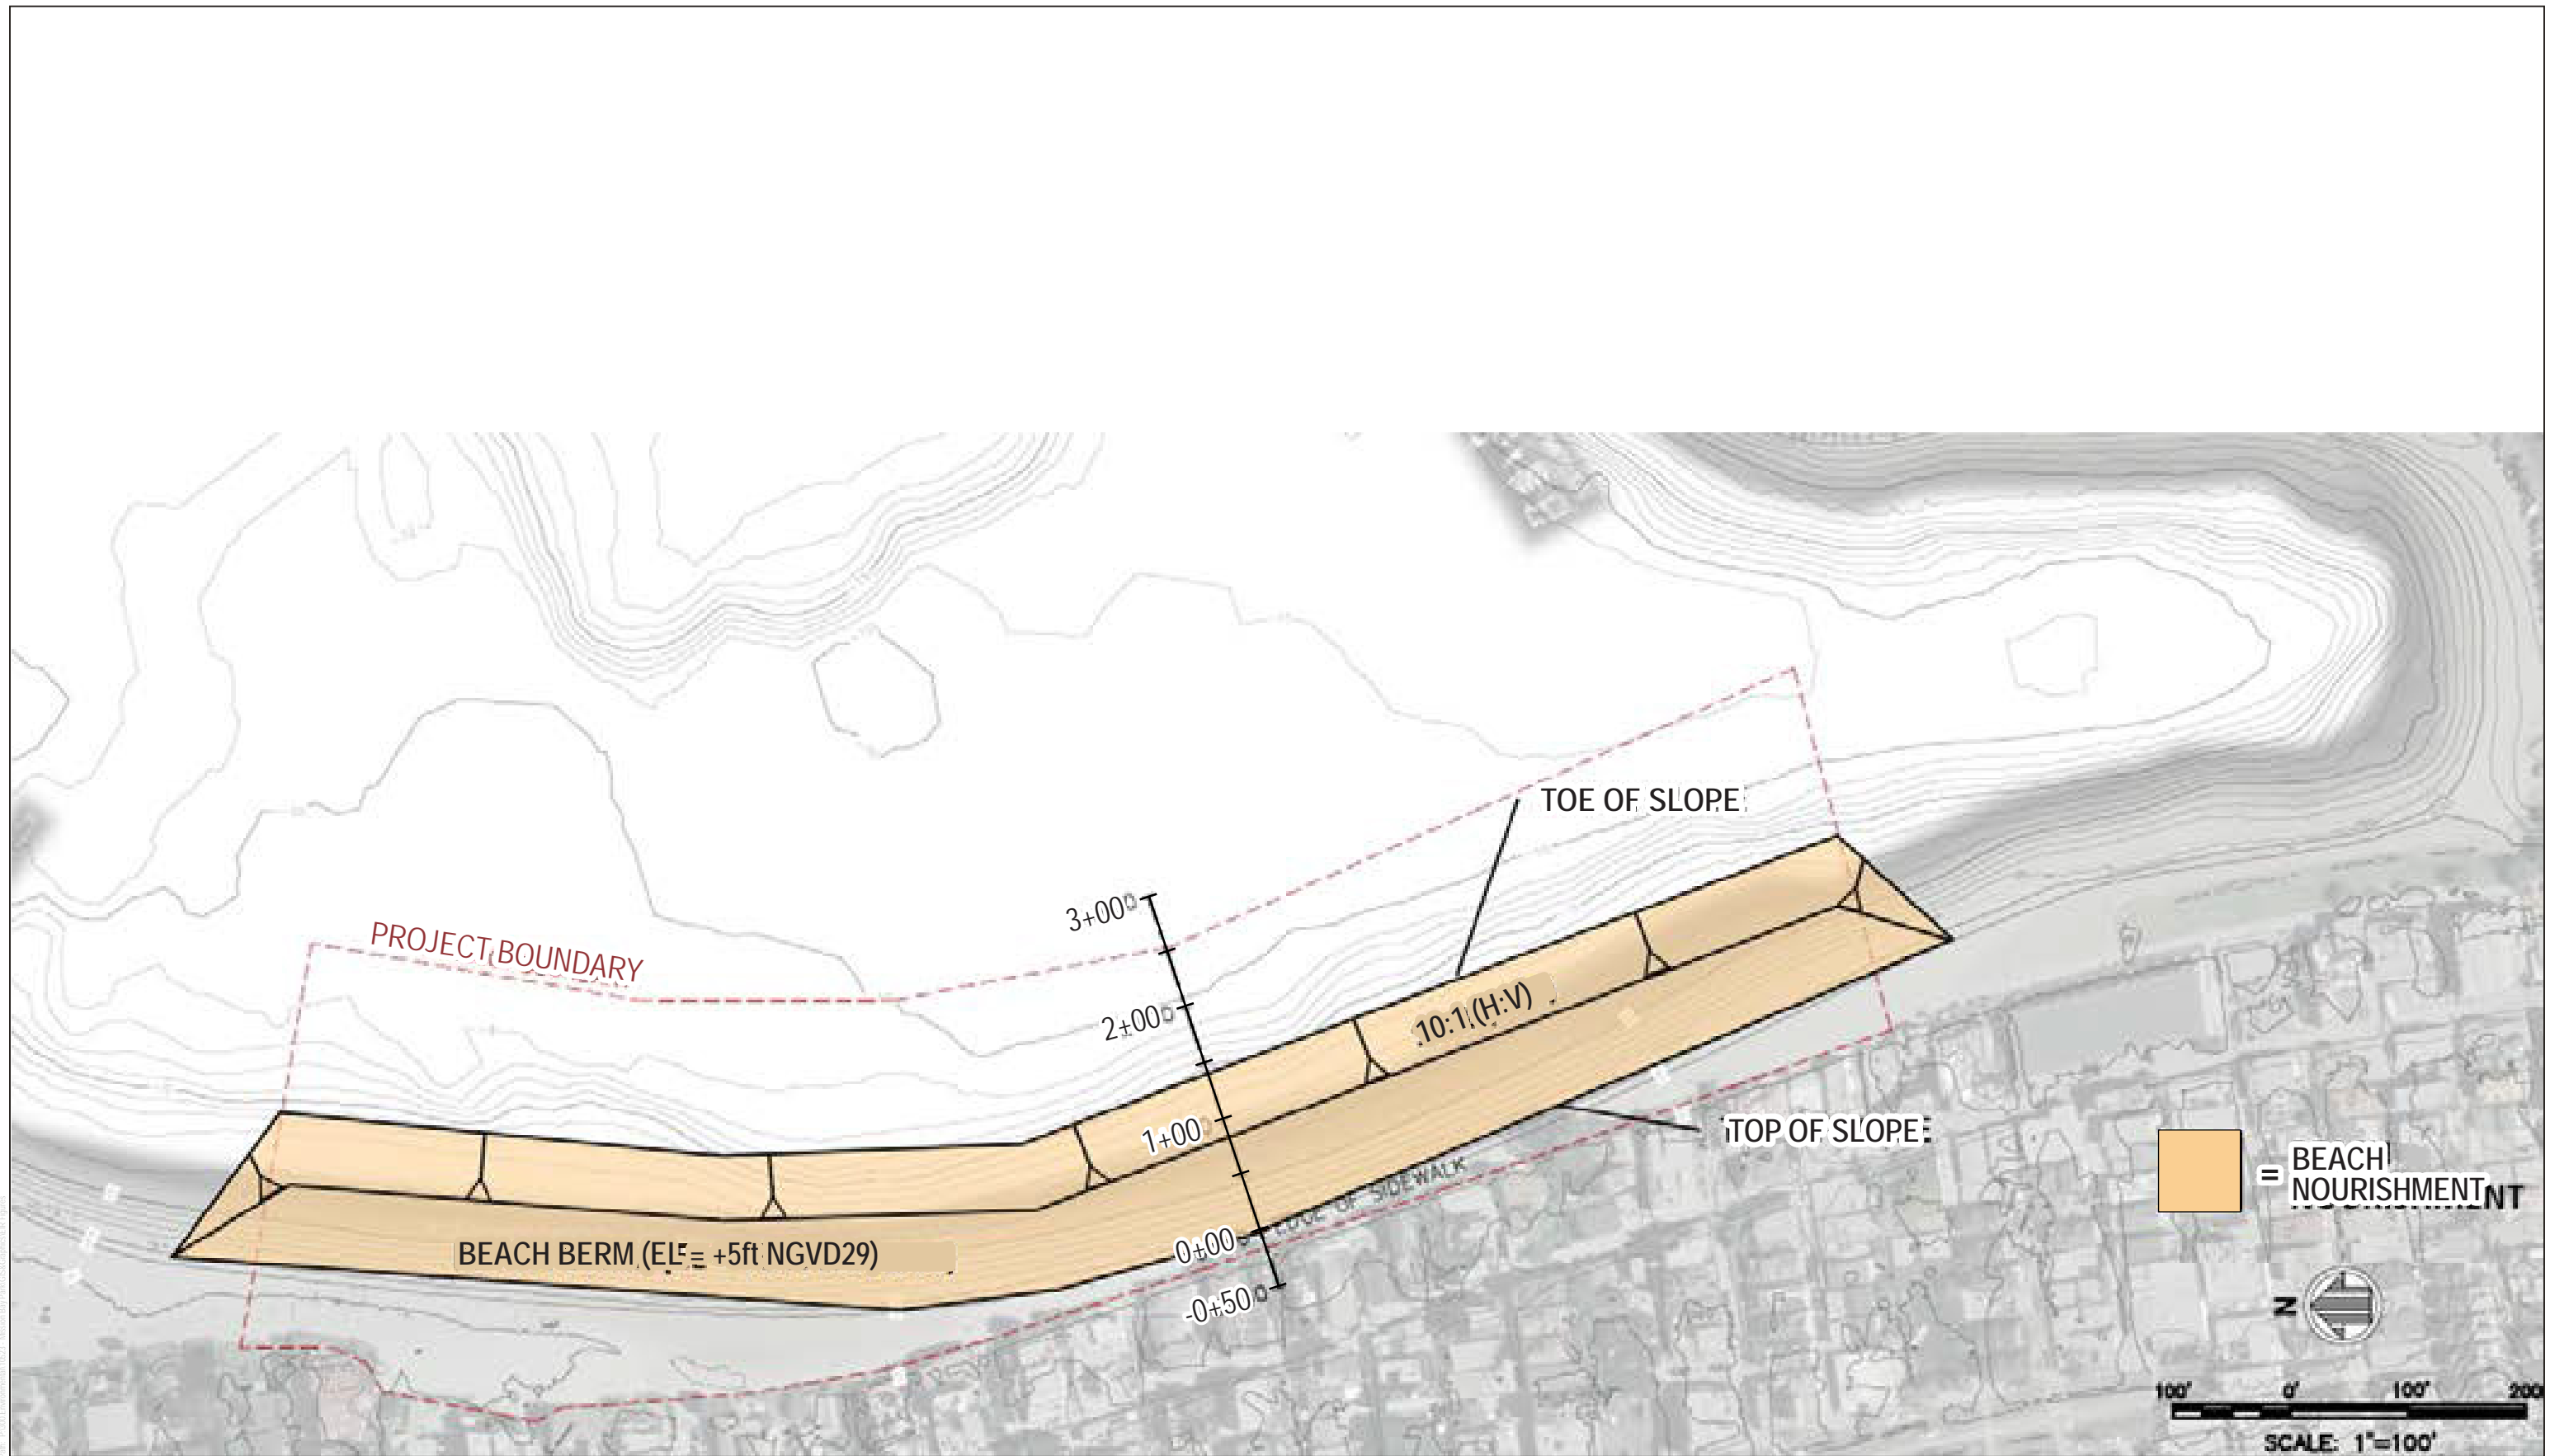 TOE OF SLOPE
PROJECT BOUNDARY
3+00
2+00
10:1 (H:V)
1+00
TOP OF SLOPE
= BEACH
NOURISHMENT
EDGE OF SIDEWALK
0+00
BEACH BERM (EL = +5ft NGVD29)
-0+50
N
100' 0' 100' 200
SCALE: 1"=100'